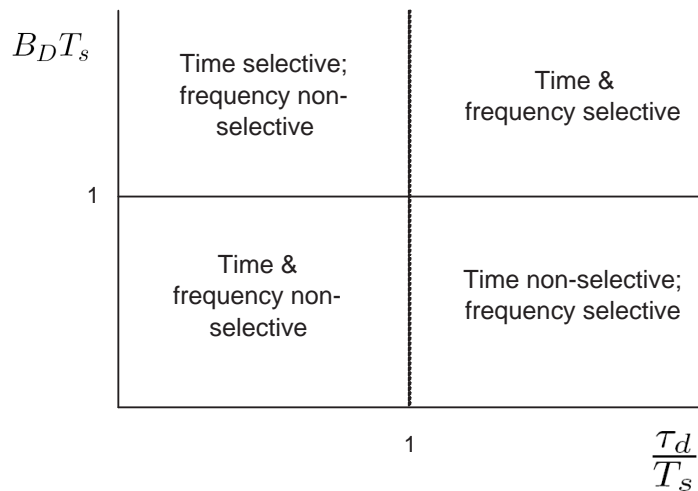 B_D T_s
Time selective;
frequency non-
selective
Time &
frequency selective
1
Time &
frequency non-
selective
Time non-selective;
frequency selective
1
τ_d
T_s